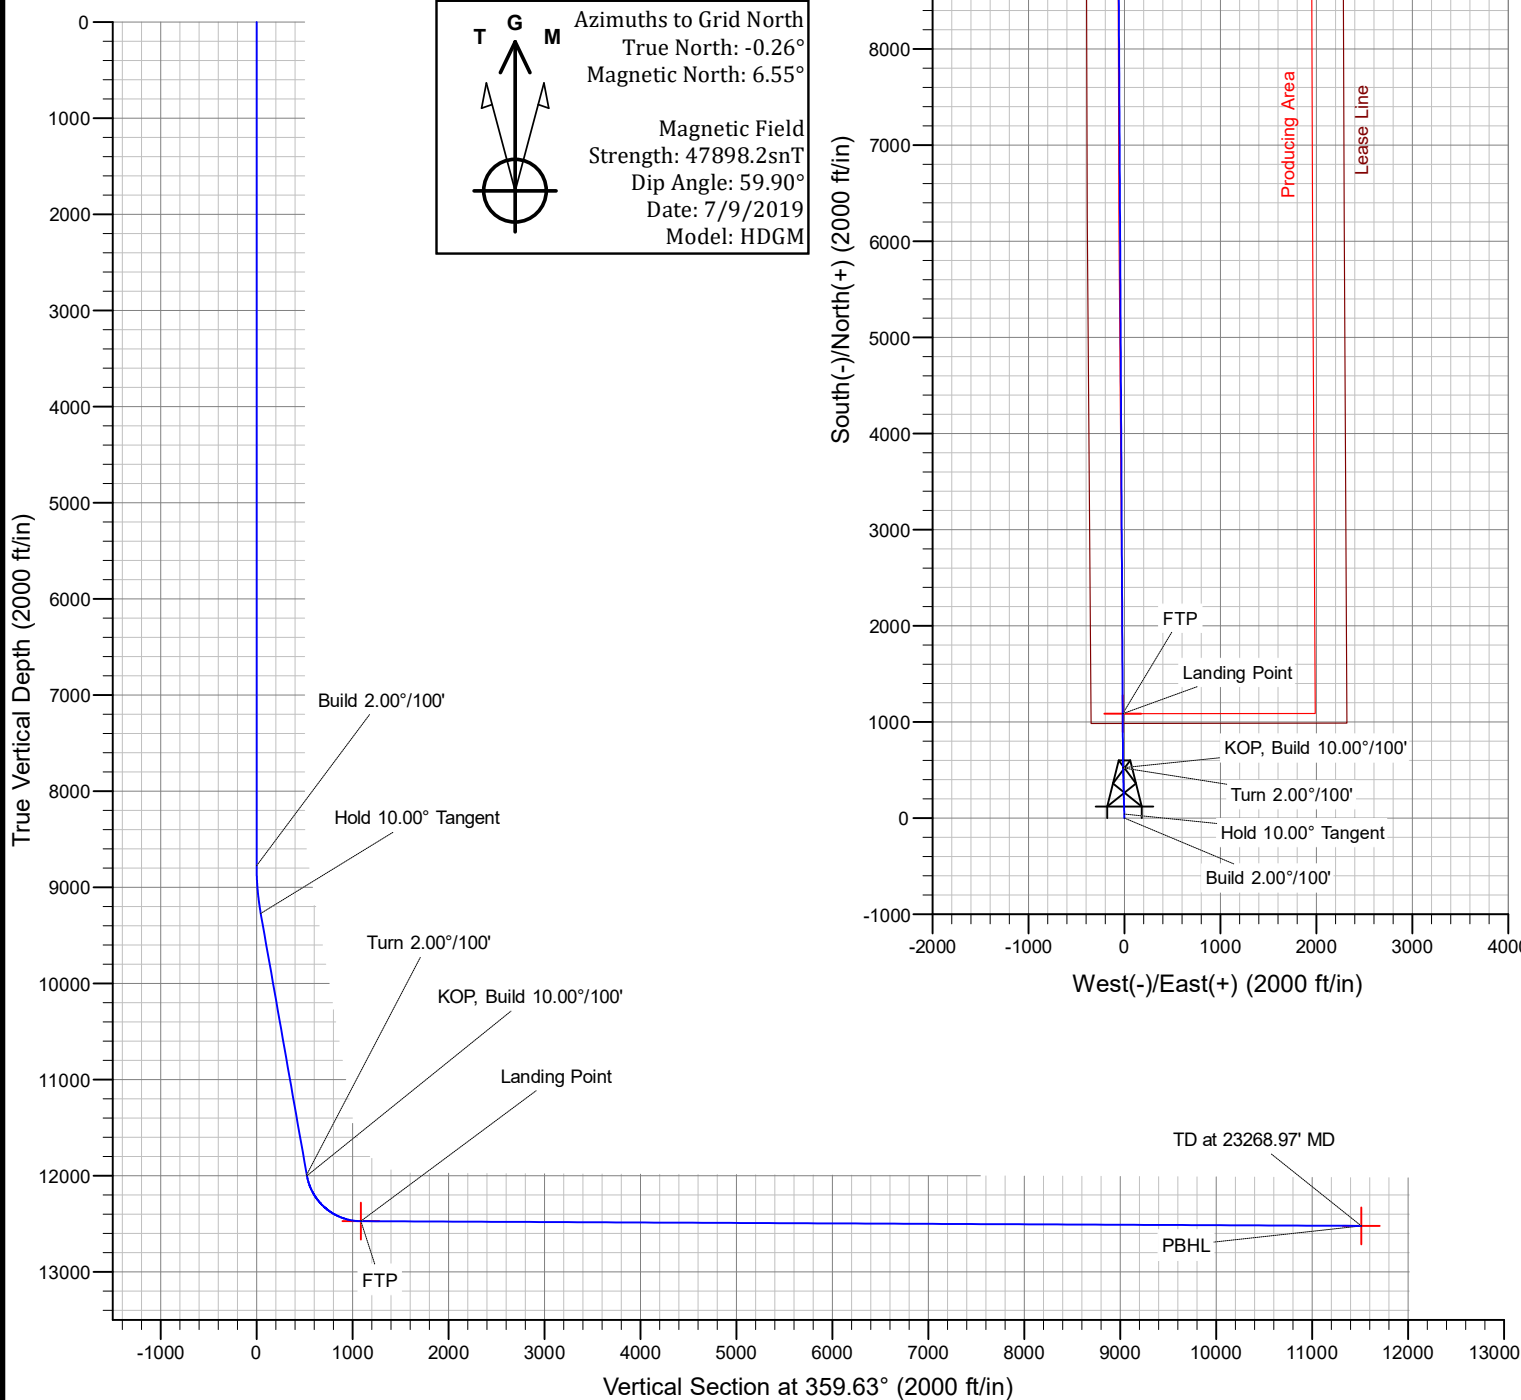 0
1000
2000
3000
4000
5000
6000
7000
8000
9000
10000
11000
12000
13000
True Vertical Depth (2000 ft/in)
-1000
0
1000
2000
3000
4000
5000
6000
7000
8000
9000
10000
11000
12000
13000
Vertical Section at 359.63° (2000 ft/in)
Build 2.00°/100'
Hold 10.00° Tangent
Turn 2.00°/100'
KOP, Build 10.00°/100'
Landing Point
FTP
TD at 23268.97' MD
PBHL
T G M
Azimuths to Grid North
True North: -0.26°
Magnetic North: 6.55°
Magnetic Field
Strength: 47898.2snT
Dip Angle: 59.90°
Date: 7/9/2019
Model: HDGM
8000
7000
6000
5000
4000
3000
2000
1000
0
-1000
South(-)/North(+) (2000 ft/in)
-2000
-1000
0
1000
2000
3000
400
West(-)/East(+) (2000 ft/in)
Producing Area
Lease Line
FTP
Landing Point
KOP, Build 10.00°/100'
Turn 2.00°/100'
Hold 10.00° Tangent
Build 2.00°/100'